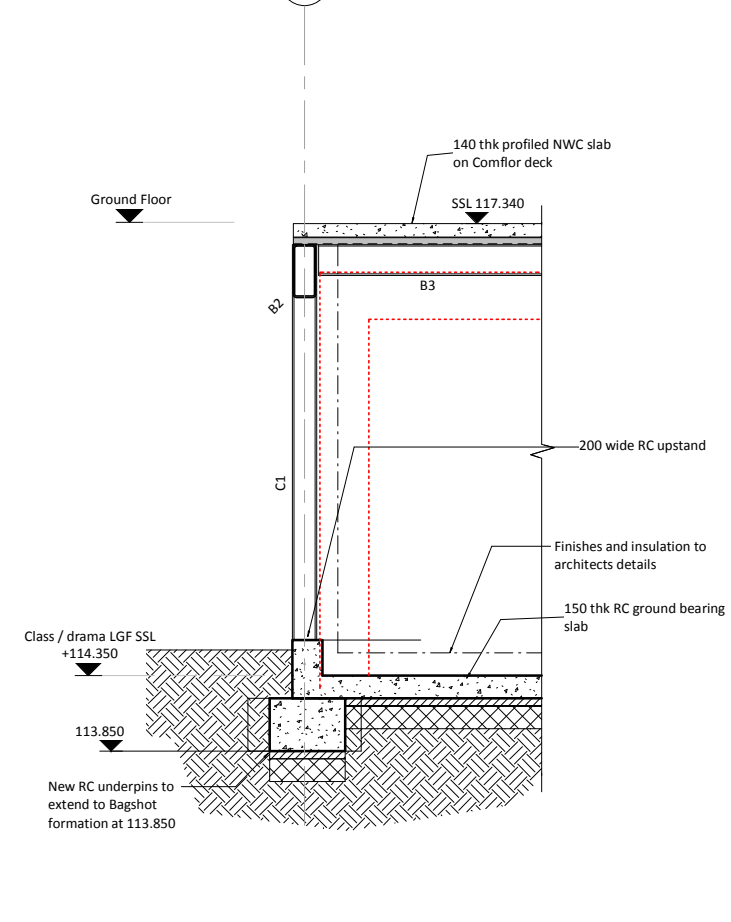 140 thk profiled NWC slab
on Comflor deck
Ground Floor
SSL 117.340
B3
B2
200 wide RC upstand
C1
Finishes and insulation to
architects details
150 thk RC ground bearing
slab
Class / drama LGF SSL
+114.350
113.850
New RC underpins to
extend to Bagshot
formation at 113.850